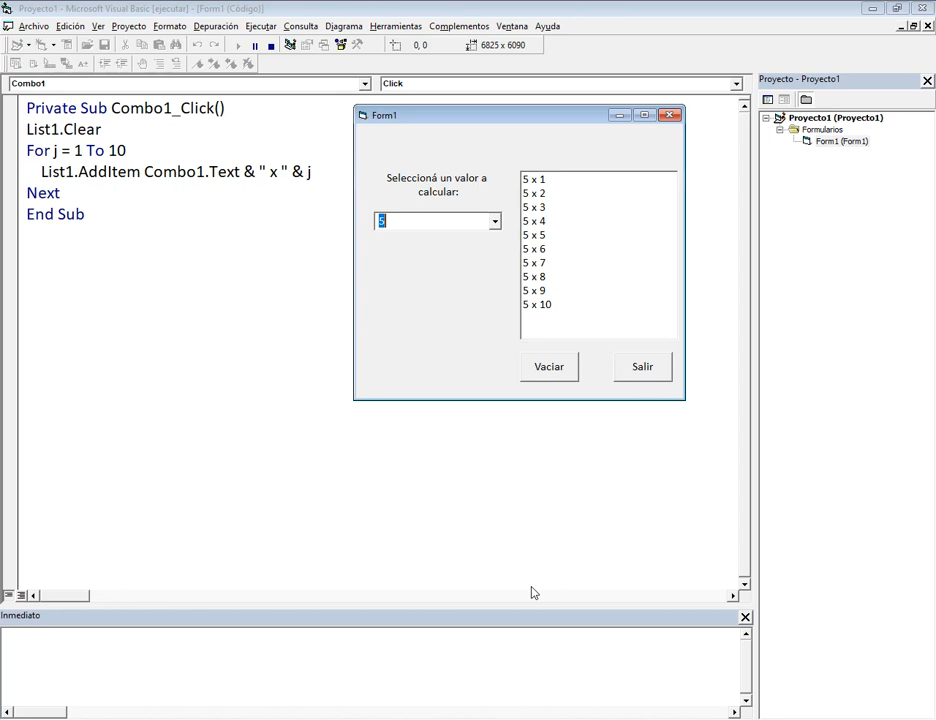 Proyecto1 - Microsoft Visual Basic [ejecutar] - [Form1 (Código)]
Archivo Edición Ver Proyecto Formato Depuración Ejecutar Consulta Diagrama Herramientas Complementos Ventana Ayuda
0, 0 6825 x 6090
Combo1 Click
Private Sub Combo1_Click()
List1.Clear
For j = 1 To 10
List1.AddItem Combo1.Text & " x " & j
Next
End Sub
Form1
Seleccioná un valor a
calcular:
5
5 x 1
5 x 2
5 x 3
5 x 4
5 x 5
5 x 6
5 x 7
5 x 8
5 x 9
5 x 10
Vaciar Salir
Proyecto - Proyecto1
Proyecto1 (Proyecto1)
Formularios
Form1 (Form1)
Inmediato